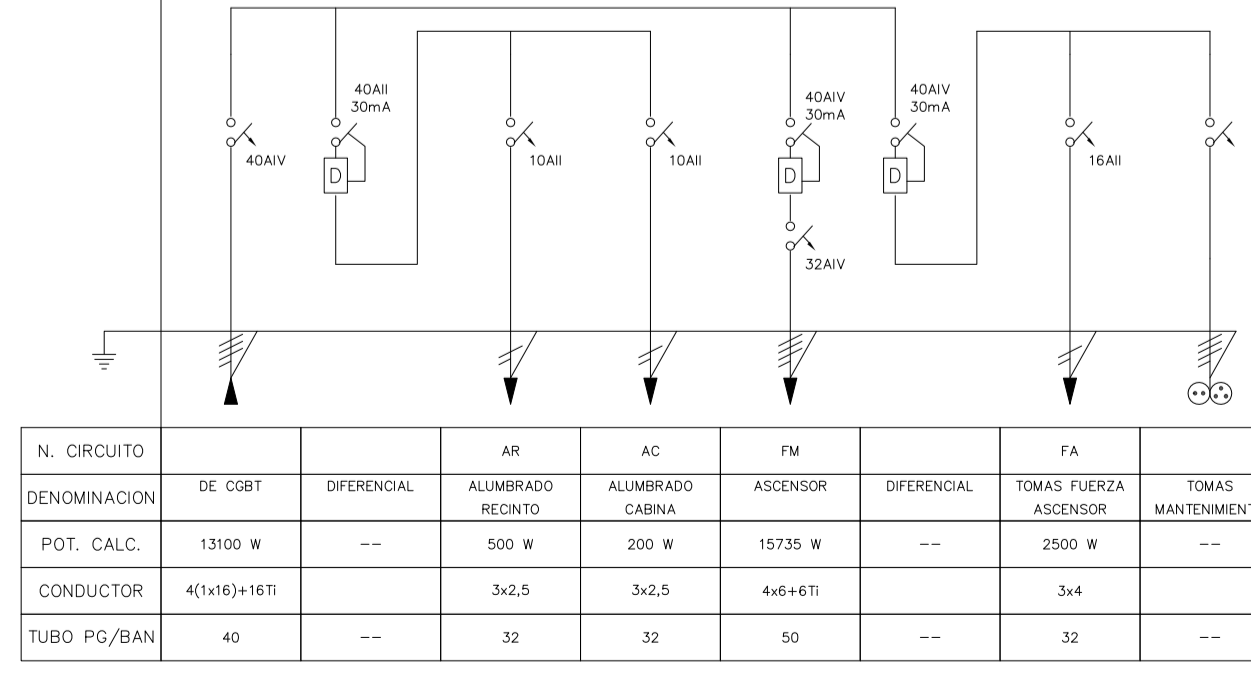 40AII
30mA
40AIV
30mA
40AIV
30mA
40AIV
10AII
10AII
16AII
D
D
D
32AIV
N. CIRCUITO AR AC FM FA
DENOMINACION DE CGBT DIFERENCIAL ALUMBRADO RECINTO ALUMBRADO CABINA ASCENSOR DIFERENCIAL TOMAS FUERZA ASCENSOR TOMAS
POT. CALC. 13100 W -- 500 W 200 W 15735 W -- 2500 W --
CONDUCTOR 4(1x16)+16Ti 3x2,5 3x2,5 4x6+6Ti 3x4
TUBO PG/BAN 40 -- 32 32 50 -- 32 --